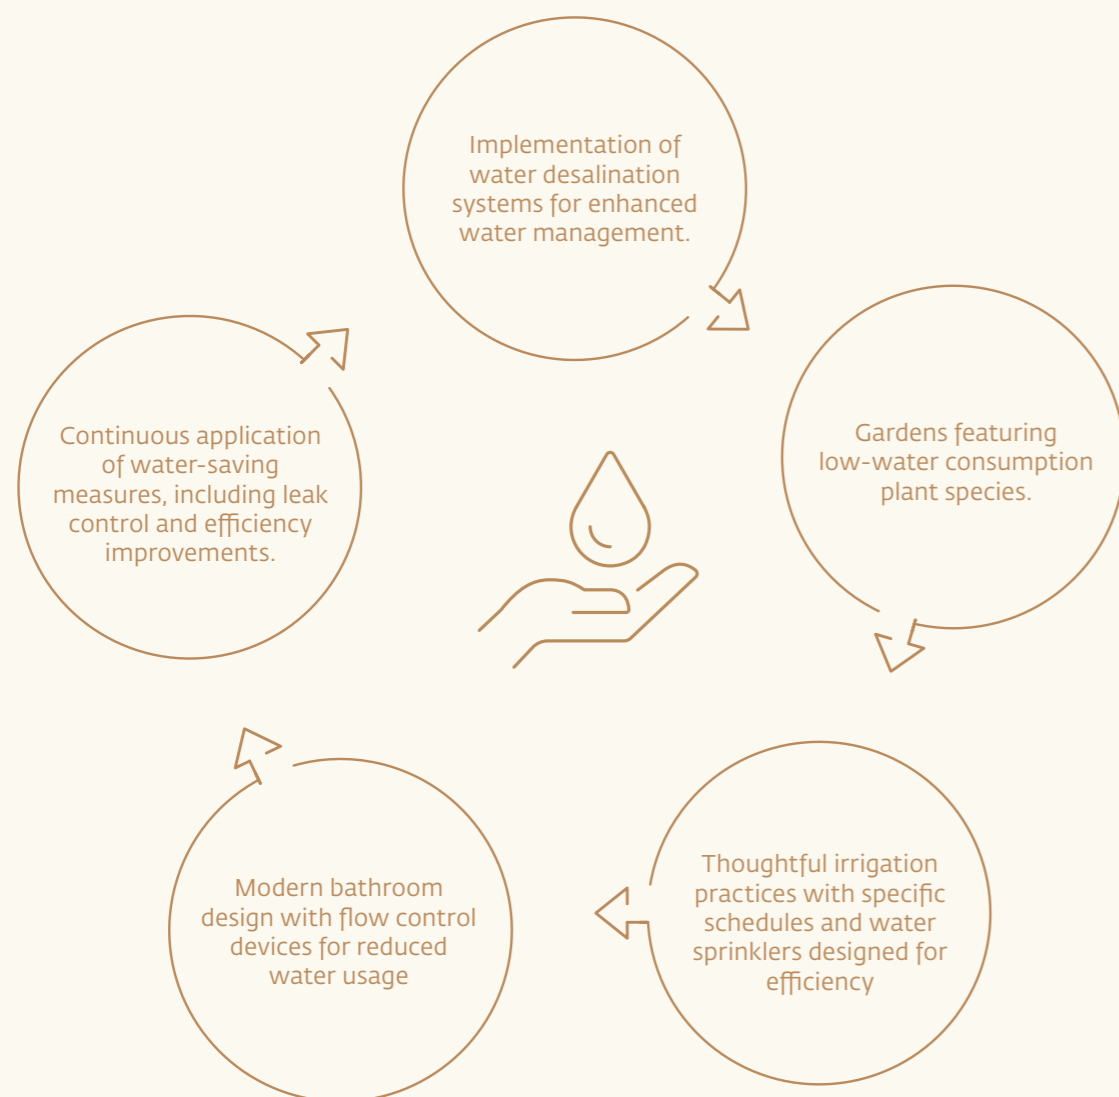 Implementation of
water desalination
systems for enhanced
water management.
Gardens featuring
low-water consumption
plant species.
Thoughtful irrigation
practices with specific
schedules and water
sprinklers designed for
efficiency
Modern bathroom
design with flow control
devices for reduced
water usage
Continuous application
of water-saving
measures, including leak
control and efficiency
improvements.